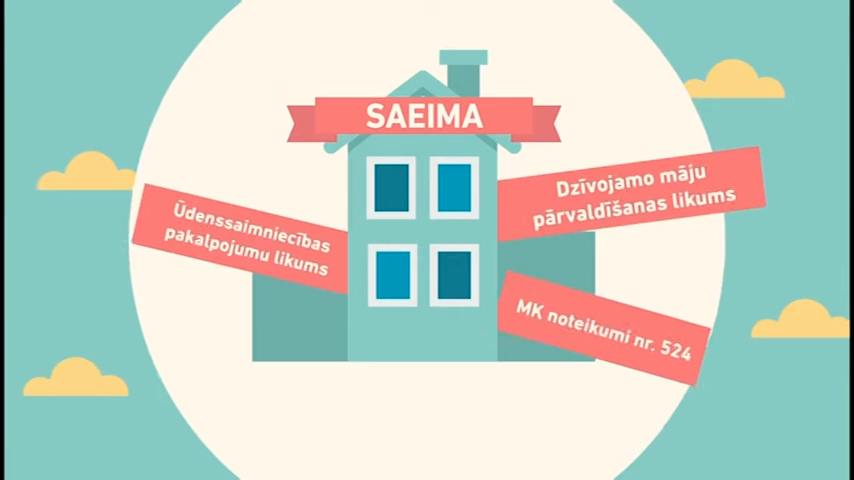 SAEIMA
Dzīvojamo māju
pārvaldīšanas likums
Ūdenssaimniecības
pakalpojumu likums
MK noteikumi nr. 524